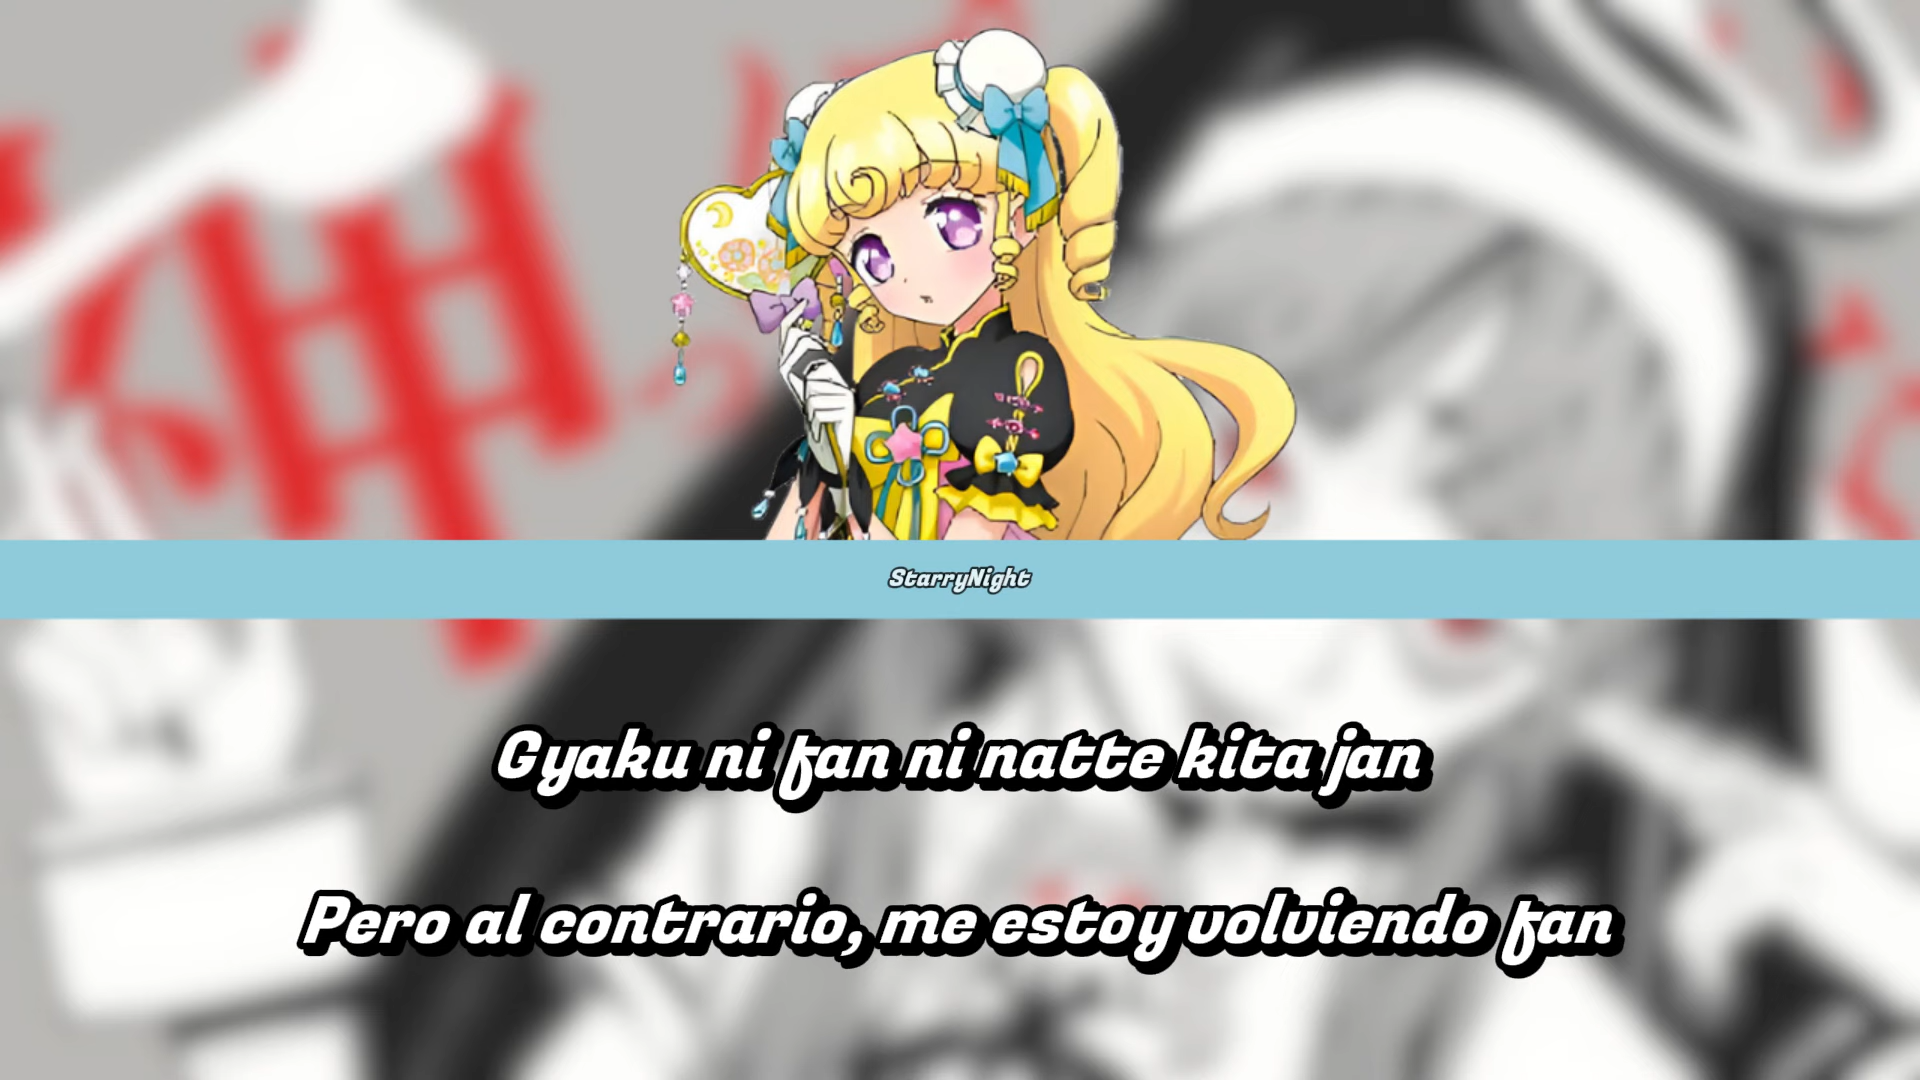 StarryNight
Gyaku ni fan ni natte kita jan
Pero al contrario, me estoy volviendo fan